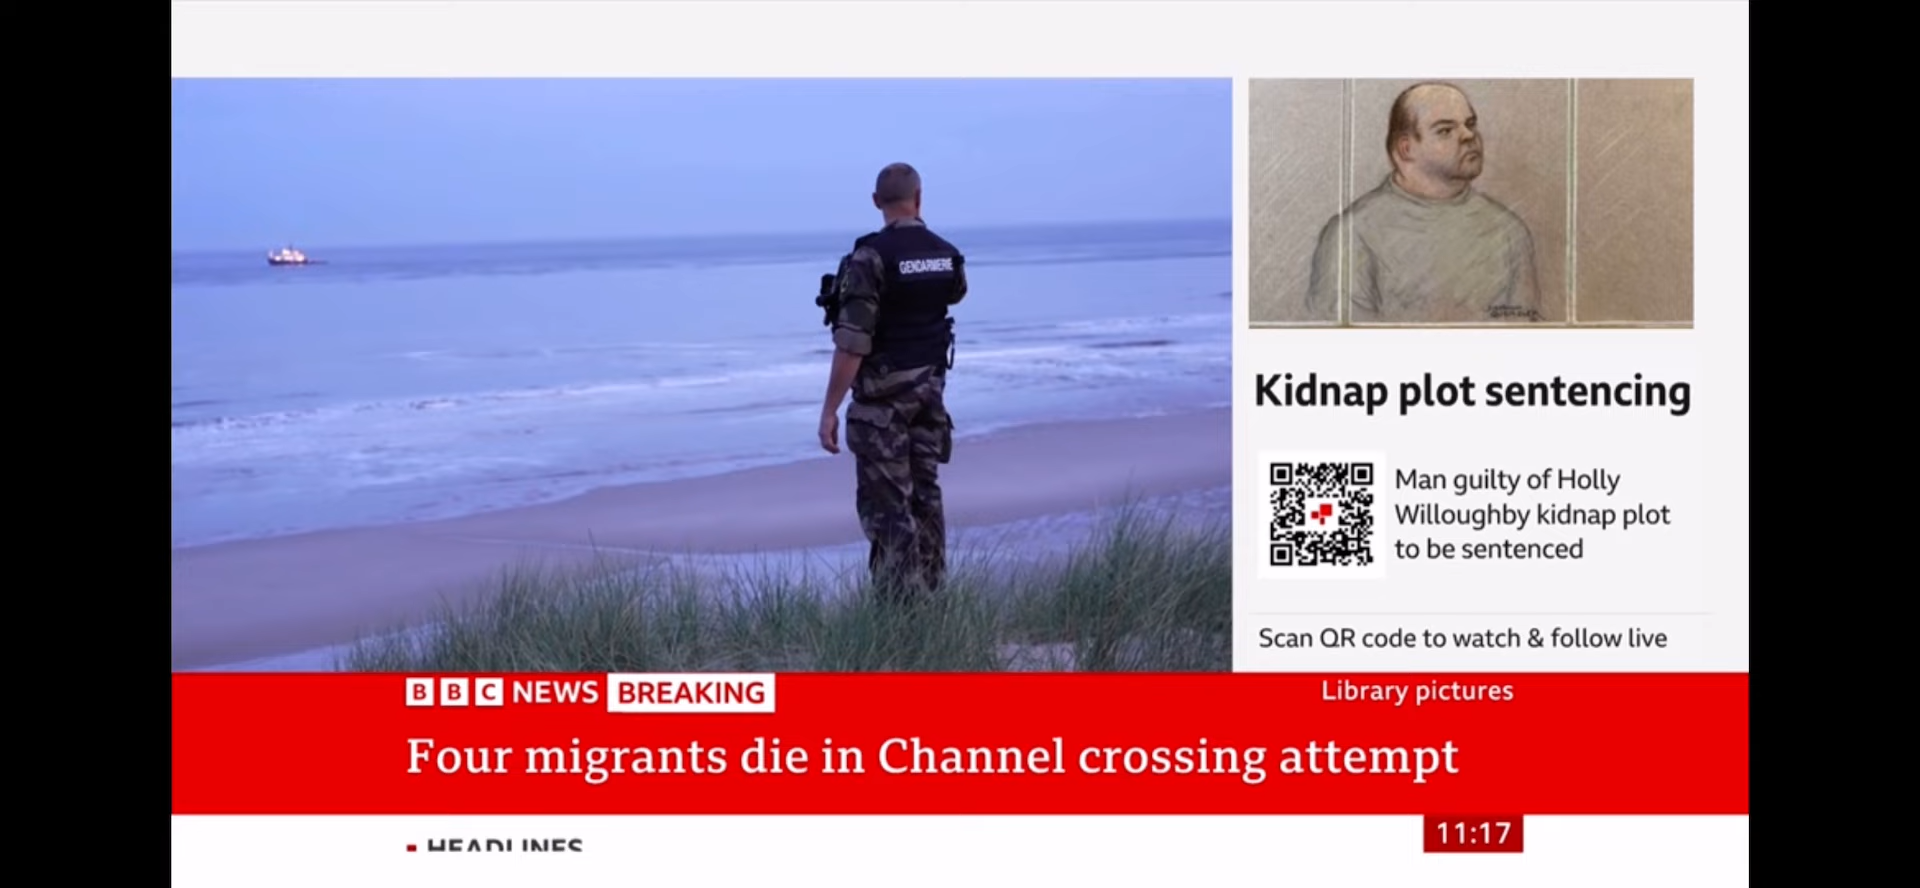 GENDARMERIE
Kidnap plot sentencing
Man guilty of Holly
Willoughby kidnap plot
to be sentenced
Scan QR code to watch & follow live
BBC NEWS BREAKING
Library pictures
Four migrants die in Channel crossing attempt
HEADLINES
11:17